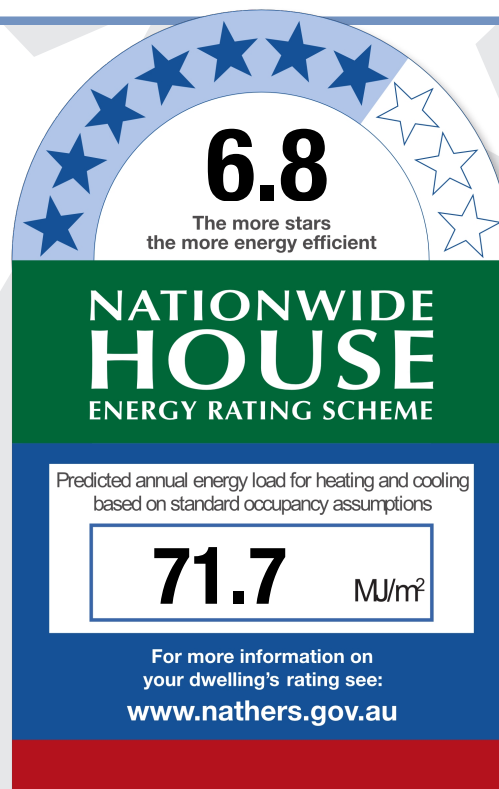 6.8
The more stars
the more energy efficient
NATIONWIDE
HOUSE
ENERGY RATING SCHEME
Predicted annual energy load for heating and cooling
based on standard occupancy assumptions
71.7 MJ/m²
For more information on
your dwelling's rating see:
www.nathers.gov.au